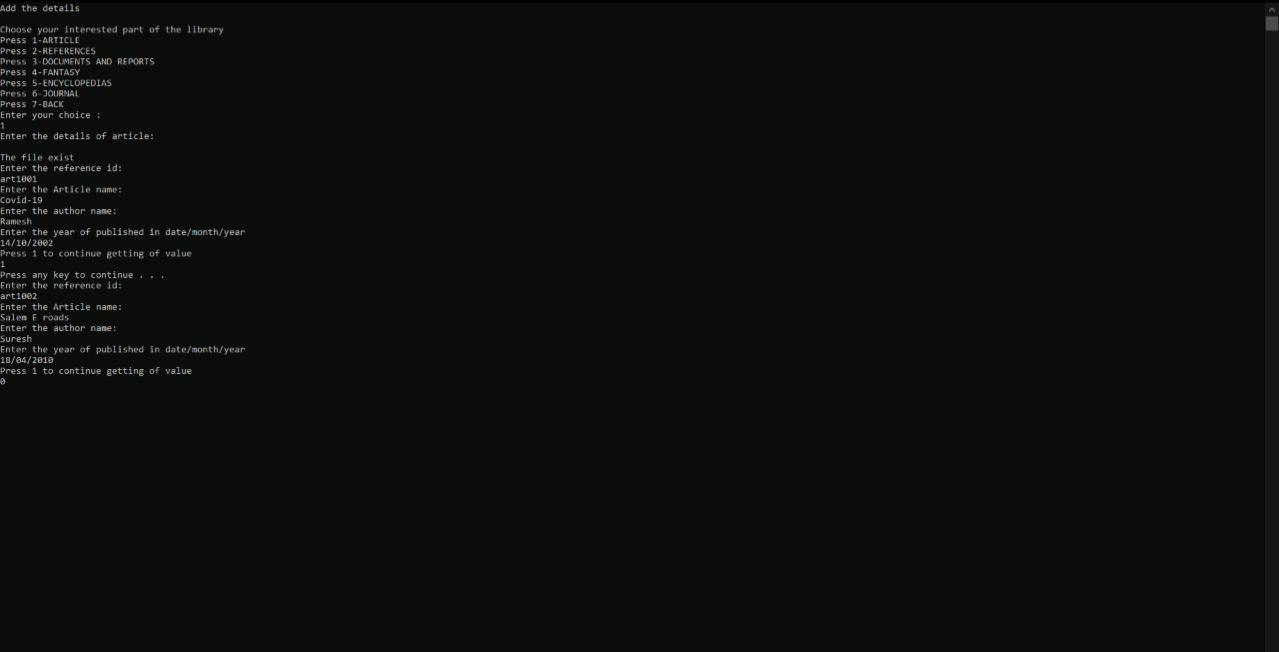 Add the details
Choose your interested part of the library
Press 1-ARTICLE
Press 2-REFERENCES
Press 3-DOCUMENTS AND REPORTS
Press 4-FANTASY
Press 5-ENCYCLOPEDIAS
Press 6-JOURNAL
Press 7-BACK
Enter your choice :
1
Enter the details of article:
The file exist
Enter the reference id:
art1001
Enter the Article name:
Covid-19
Enter the author name:
Ramesh
Enter the year of published in date/month/year
14/10/2002
Press 1 to continue getting of value
1
Press any key to continue . . .
Enter the reference id:
art1002
Enter the Article name:
Salem E roads
Enter the author name:
Suresh
Enter the year of published in date/month/year
18/04/2010
Press 1 to continue getting of value
0